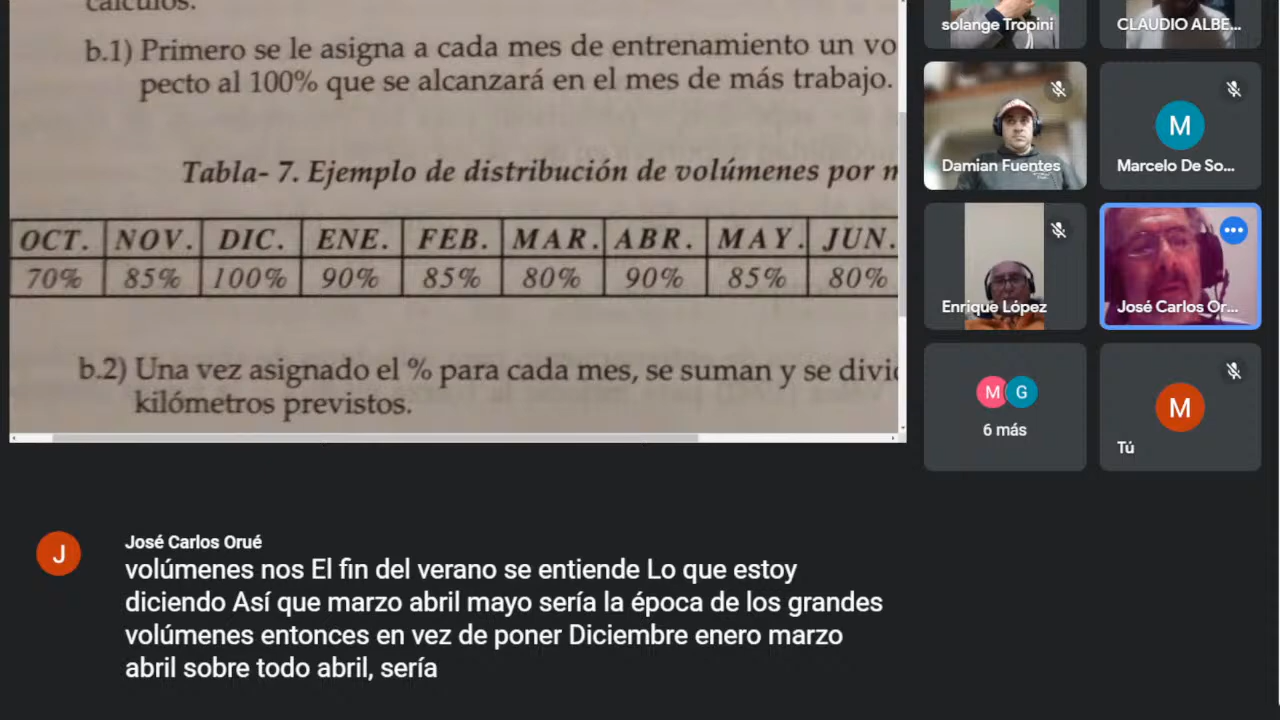 cálculos.
b.1) Primero se le asigna a cada mes de entrenamiento un vo
pecto al 100% que se alcanzará en el mes de más trabajo.
Tabla- 7. Ejemplo de distribución de volúmenes por m
OCT. NOV. DIC. ENE. FEB. MAR. ABR. MAY. JUN.
70% 85% 100% 90% 85% 80% 90% 85% 80%
b.2) Una vez asignado el % para cada mes, se suman y se divi
kilómetros previstos.
solange Tropini
CLAUDIO ALBE...
Damian Fuentes
M
Marcelo De So...
Enrique López
José Carlos Or...
M G
6 más
M
Tú
J
José Carlos Orué
volúmenes nos El fin del verano se entiende Lo que estoy
diciendo Así que marzo abril mayo sería la época de los grandes
volúmenes entonces en vez de poner Diciembre enero marzo
abril sobre todo abril, sería